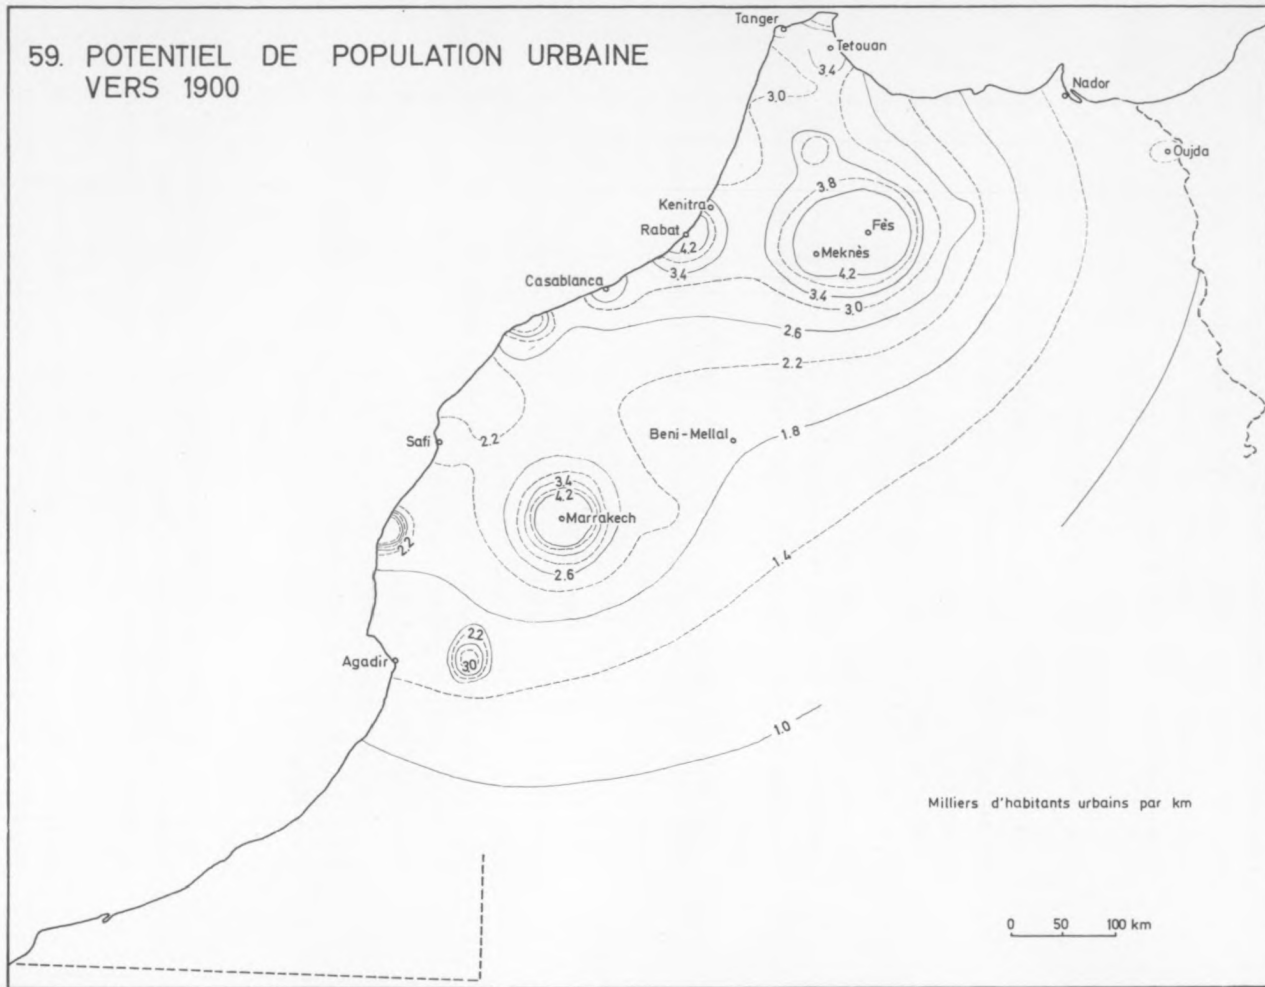 59. POTENTIEL DE POPULATION URBAINE
VERS 1900
Tanger
Tetouan
3.4
Nador
3.0
Oujda
3.8
Kenitra
Rabat
Fès
4.2
Meknès
3.4
4.2
Casablanca
3.4
3.0
2.6
2.2
1.8
Safi
2.2
Beni-Mellal
3.4
4.2
Marrakech
2.2
1.4
2.6
2.2
Agadir
3.0
1.0
Milliers d'habitants urbains par km
0 50 100 km